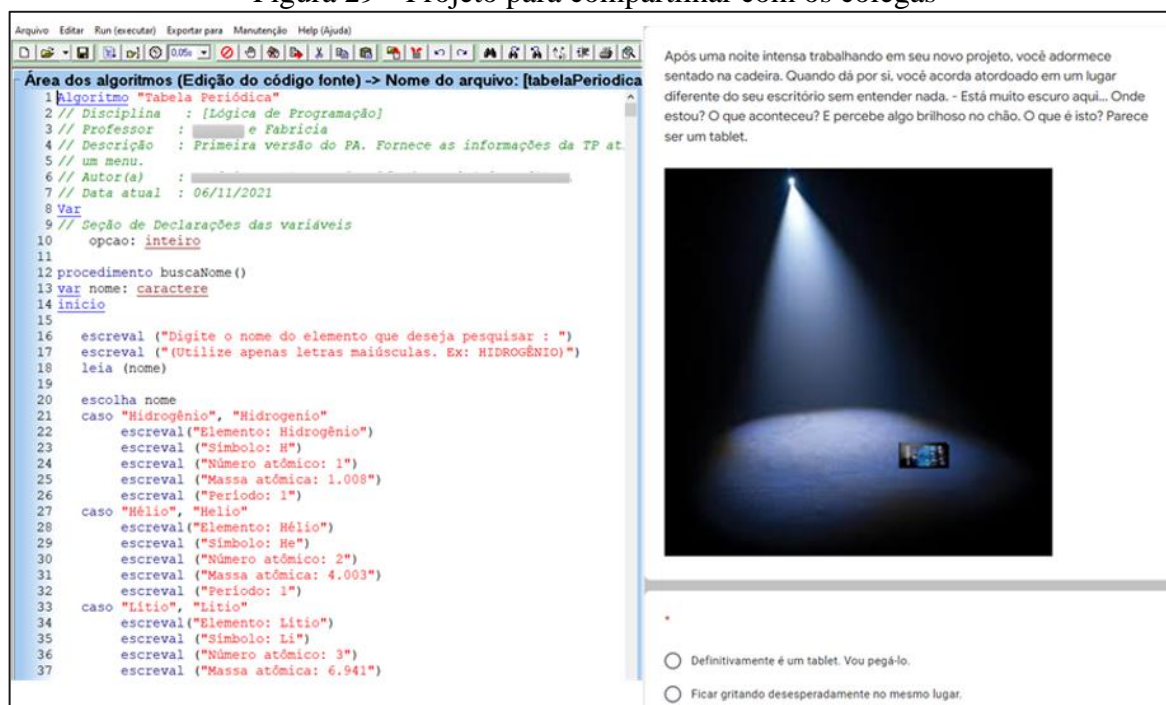 Figura 29 – Projeto para compartilhar com os colegas
Arquivo Editar Run (executar) Exportar para Manutenção Help (Ajuda)
0,05s
Área dos algoritmos (Edição do código fonte) -> Nome do arquivo: [tabelaPeriodica
1 Algoritmo "Tabela Periódica"
2 // Disciplina : [Lógica de Programação]
3 // Professor : e Fabrícia
4 // Descrição : Primeira versão do PA. Fornece as informações da TP at
5 // um menu.
6 // Autor(a) :
7 // Data atual : 06/11/2021
8 Var
9 // Seção de Declarações das variáveis
10 opcao: inteiro
11
12 procedimento buscaNome()
13 var nome: caractere
14 inicio
15
16 escreval ("Digite o nome do elemento que deseja pesquisar : ")
17 escreval ("(Utilize apenas letras maiúsculas. Ex: HIDROGÊNIO)")
18 leia (nome)
19
20 escolha nome
21 caso "Hidrogênio", "Hidrogenio"
22 escreval("Elemento: Hidrogênio")
23 escreval ("Símbolo: H")
24 escreval ("Número atômico: 1")
25 escreval ("Massa atômica: 1.008")
26 escreval ("Período: 1")
27 caso "Hélio", "Helio"
28 escreval("Elemento: Hélio")
29 escreval ("Símbolo: He")
30 escreval ("Número atômico: 2")
31 escreval ("Massa atômica: 4.003")
32 escreval ("Período: 1")
33 caso "Lítio", "Litio"
34 escreval("Elemento: Lítio")
35 escreval ("Símbolo: Li")
36 escreval ("Número atômico: 3")
37 escreval ("Massa atômica: 6.941")
Após uma noite intensa trabalhando em seu novo projeto, você adormece
sentado na cadeira. Quando dá por si, você acorda atordoado em um lugar
diferente do seu escritório sem entender nada. - Está muito escuro aqui... Onde
estou? O que aconteceu? E percebe algo brilhoso no chão. O que é isto? Parece
ser um tablet.
*
Definitivamente é um tablet. Vou pegá-lo.
Ficar gritando desesperadamente no mesmo lugar.